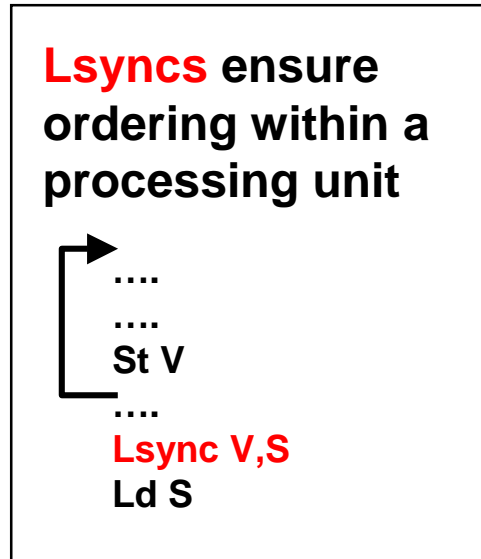 Lsyncs ensure
ordering within a
processing unit
....
....
St V
....
Lsync V,S
Ld S